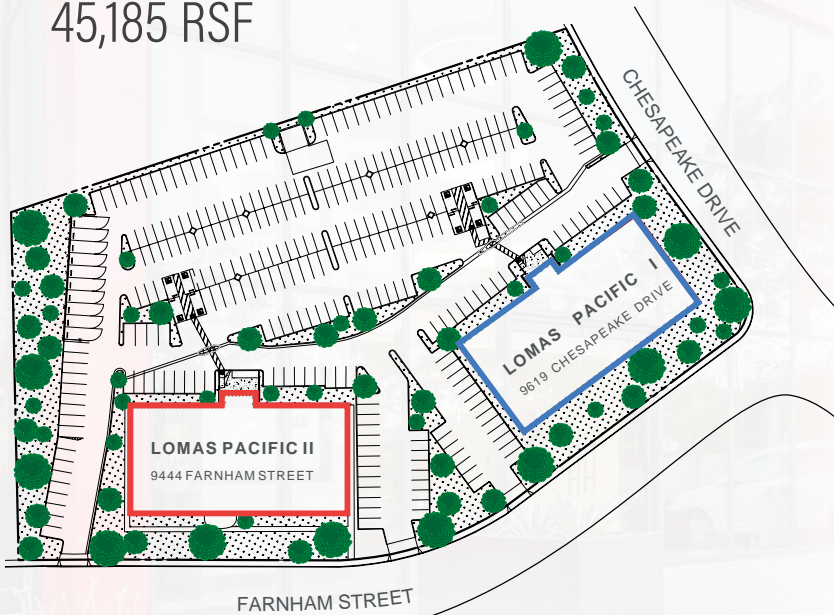 45,185 RSF
CHESAPEAKE DRIVE
LOMAS PACIFIC I
9619 CHESAPEAKE DRIVE
LOMAS PACIFIC II
9444 FARNHAM STREET
FARNHAM STREET